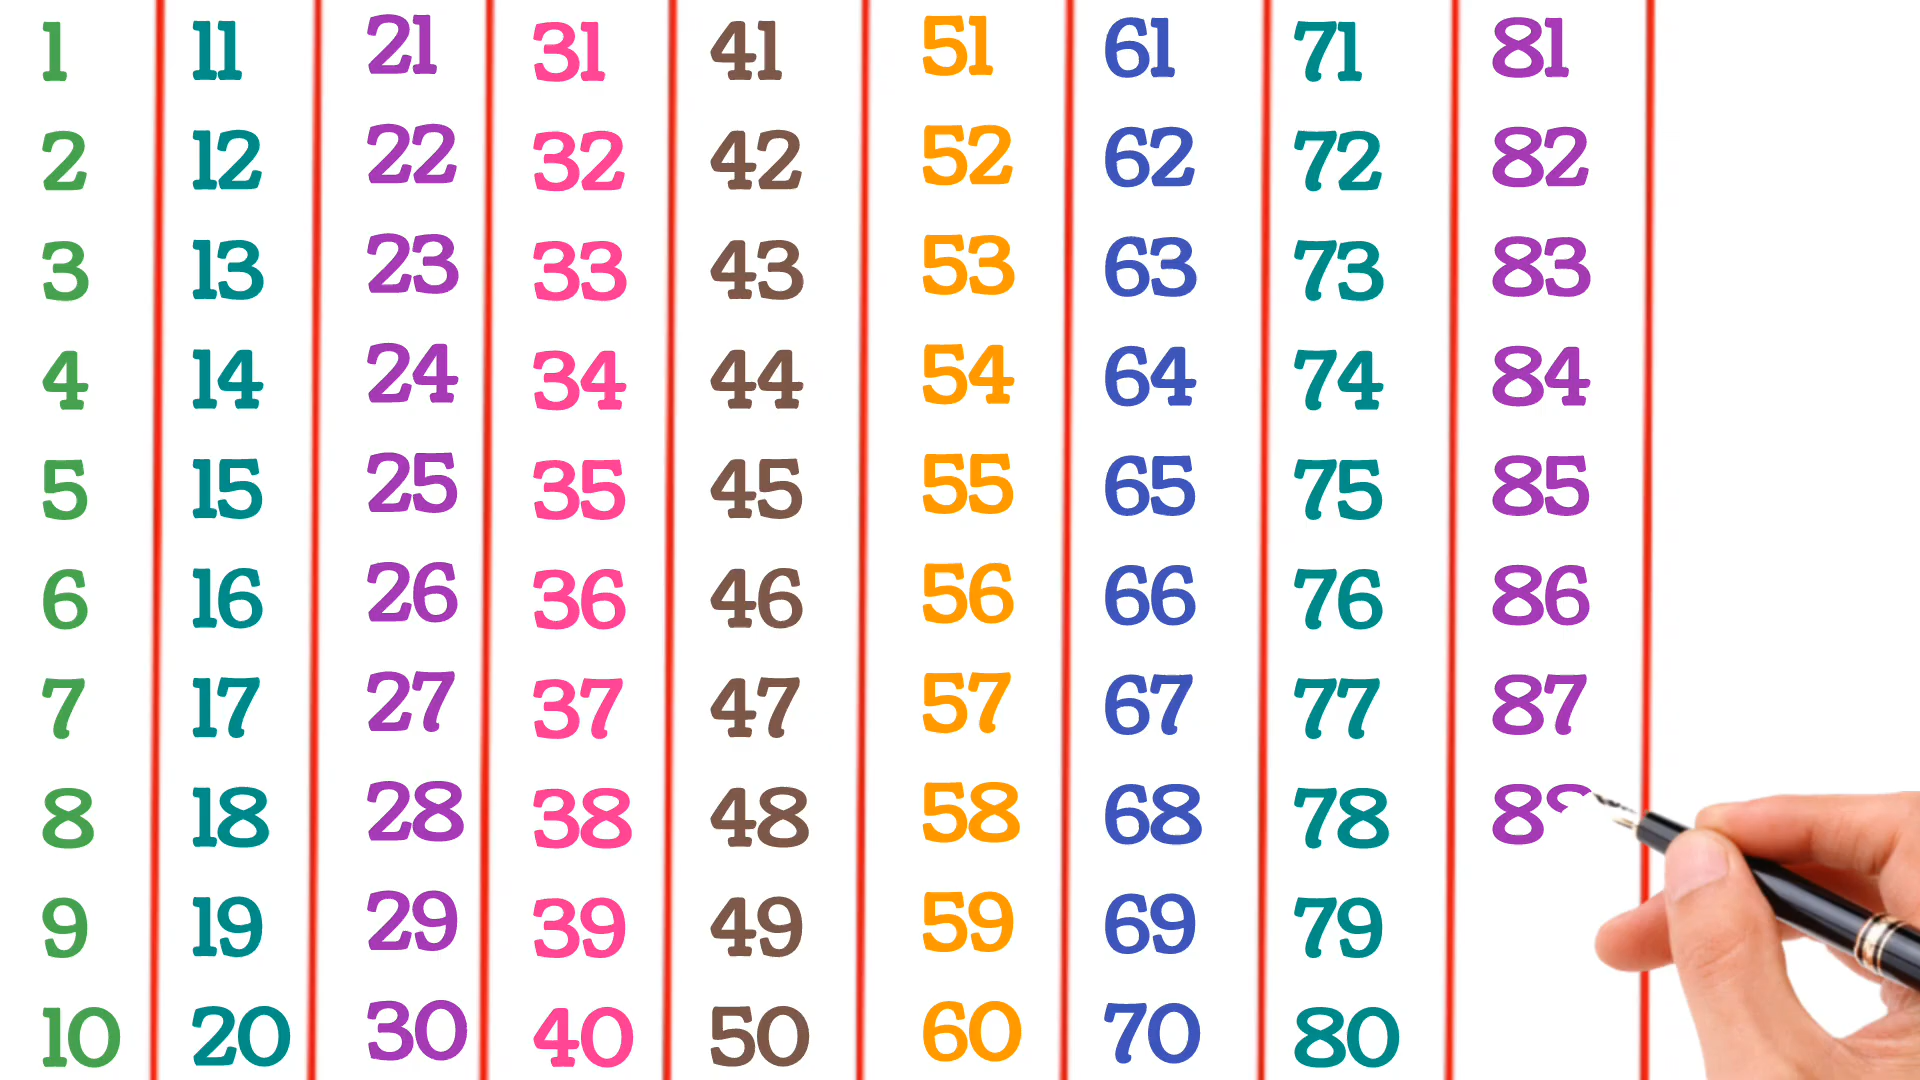 1 11 21 31 41 51 61 71 81
2 12 22 32 42 52 62 72 82
3 13 23 33 43 53 63 73 83
4 14 24 34 44 54 64 74 84
5 15 25 35 45 55 65 75 85
6 16 26 36 46 56 66 76 86
7 17 27 37 47 57 67 77 87
8 18 28 38 48 58 68 78
9 19 29 39 49 59 69 79
10 20 30 40 50 60 70 80